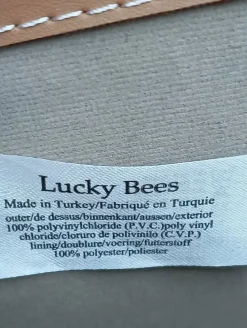 Lucky Bees
Made in Turkey/Fabriqué en Turquie
outer/de dessus/binnenkant/aussen/exterior
100% polyvinylchloride (P.V.C.)poly vinyl
chloride/cloruro de polivinilo (C.V.P.)
lining/doublure/voering/futterstoff
100% polyester/poliester